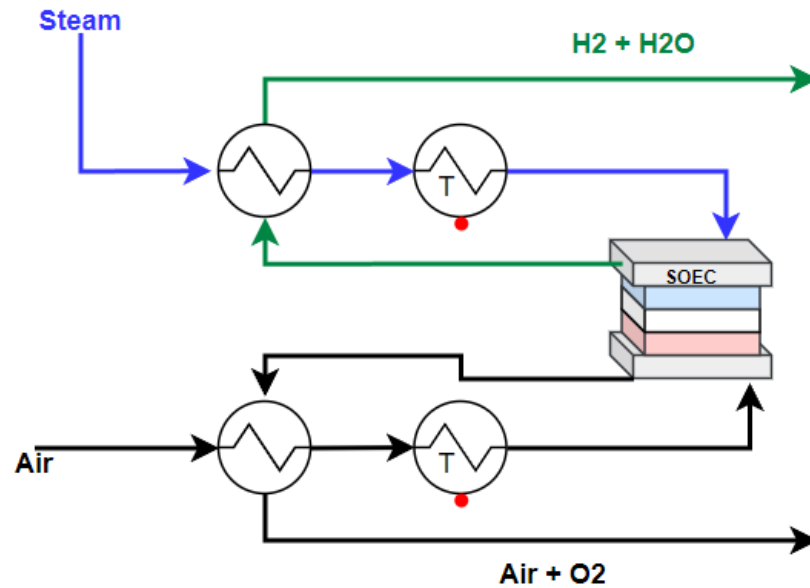 Steam
H2 + H2O
T
SOEC
T
Air
Air + O2